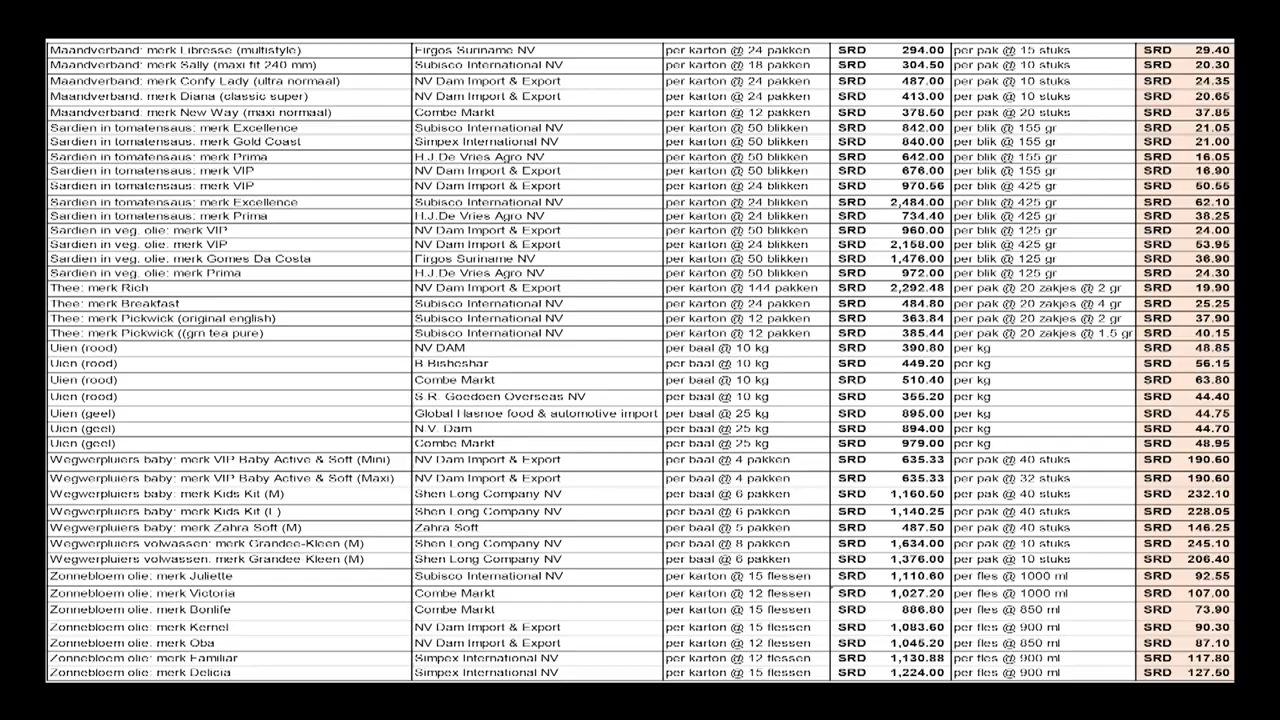 Maandverband: merk Libresse (multistyle) Firgos Suriname NV per karton @ 24 pakken SRD 294.00 per pak @ 15 stuks SRD 29.40
Maandverband: merk Sally (maxi fit 240 mm) Subisco International NV per karton @ 18 pakken SRD 304.50 per pak @ 10 stuks SRD 20.30
Maandverband: merk Confy Lady (ultra normaal) NV Dam Import & Export per karton @ 24 pakken SRD 487.00 per pak @ 10 stuks SRD 24.35
Maandverband: merk Diana (classic super) NV Dam Import & Export per karton @ 24 pakken SRD 413.00 per pak @ 10 stuks SRD 20.65
Maandverband: merk New Way (maxi normaal) Combe Markt per karton @ 12 pakken SRD 378.50 per pak @ 20 stuks SRD 37.85
Sardien in tomatensaus: merk Excellence Subisco International NV per karton @ 50 blikken SRD 842.00 per blik @ 155 gr SRD 21.05
Sardien in tomatensaus: merk Gold Coast Simpex International NV per karton @ 50 blikken SRD 840.00 per blik @ 155 gr SRD 21.00
Sardien in tomatensaus: merk Prima H.J.De Vries Agro NV per karton @ 50 blikken SRD 642.00 per blik @ 155 gr SRD 16.05
Sardien in tomatensaus: merk VIP NV Dam Import & Export per karton @ 50 blikken SRD 676.00 per blik @ 155 gr SRD 16.90
Sardien in tomatensaus: merk VIP NV Dam Import & Export per karton @ 24 blikken SRD 970.56 per blik @ 425 gr SRD 50.55
Sardien in tomatensaus: merk Excellence Subisco International NV per karton @ 24 blikken SRD 2,484.00 per blik @ 425 gr SRD 62.10
Sardien in tomatensaus: merk Prima H.J.De Vries Agro NV per karton @ 24 blikken SRD 734.40 per blik @ 425 gr SRD 38.25
Sardien in veg. olie: merk VIP NV Dam Import & Export per karton @ 50 blikken SRD 960.00 per blik @ 125 gr SRD 24.00
Sardien in veg. olie: merk VIP NV Dam Import & Export per karton @ 24 blikken SRD 2,158.00 per blik @ 425 gr SRD 53.95
Sardien in veg. olie: merk Gomes Da Costa Firgos Suriname NV per karton @ 50 blikken SRD 1,476.00 per blik @ 125 gr SRD 36.90
Sardien in veg. olie: merk Prima H.J.De Vries Agro NV per karton @ 50 blikken SRD 972.00 per blik @ 125 gr SRD 24.30
Thee: merk Rich NV Dam Import & Export per karton @ 144 pakken SRD 2,292.48 per pak @ 20 zakjes @ 2 gr SRD 19.90
Thee: merk Breakfast Subisco International NV per karton @ 24 pakken SRD 484.80 per pak @ 20 zakjes @ 4 gr SRD 25.25
Thee: merk Pickwick (original english) Subisco International NV per karton @ 12 pakken SRD 363.84 per pak @ 20 zakjes @ 2 gr SRD 37.90
Thee: merk Pickwick ((grn tea pure) Subisco International NV per karton @ 12 pakken SRD 385.44 per pak @ 20 zakjes @ 1.5 gr SRD 40.15
Uien (rood) NV DAM per baal @ 10 kg SRD 390.80 per kg SRD 48.85
Uien (rood) B Bisheshar per baal @ 10 kg SRD 449.20 per kg SRD 56.15
Uien (rood) Combe Markt per baal @ 10 kg SRD 510.40 per kg SRD 63.80
Uien (rood) S.R. Goedoen Overseas NV per baal @ 10 kg SRD 355.20 per kg SRD 44.40
Uien (geel) Global Hasnoe food & automotive import per baal @ 25 kg SRD 895.00 per kg SRD 44.75
Uien (geel) N.V. Dam per baal @ 25 kg SRD 894.00 per kg SRD 44.70
Uien (geel) Combe Markt per baal @ 25 kg SRD 979.00 per kg SRD 48.95
Wegwerpluiers baby: merk VIP Baby Active & Soft (Mini) NV Dam Import & Export per baal @ 4 pakken SRD 635.33 per pak @ 40 stuks SRD 190.60
Wegwerpluiers baby: merk VIP Baby Active & Soft (Maxi) NV Dam Import & Export per baal @ 4 pakken SRD 635.33 per pak @ 32 stuks SRD 190.60
Wegwerpluiers baby: merk Kids Kit (M) Shen Long Company NV per baal @ 6 pakken SRD 1,160.50 per pak @ 40 stuks SRD 232.10
Wegwerpluiers baby: merk Kids Kit (L) Shen Long Company NV per baal @ 6 pakken SRD 1,140.25 per pak @ 40 stuks SRD 228.05
Wegwerpluiers baby: merk Zahra Soft (M) Zahra Soft per baal @ 5 pakken SRD 487.50 per pak @ 40 stuks SRD 146.25
Wegwerpluiers volwassen: merk Grandee-Kleen (M) Shen Long Company NV per baal @ 8 pakken SRD 1,634.00 per pak @ 10 stuks SRD 245.10
Wegwerpluiers volwassen: merk Grandee-Kleen (M) Shen Long Company NV per baal @ 6 pakken SRD 1,376.00 per pak @ 10 stuks SRD 206.40
Zonnebloem olie: merk Juliette Subisco International NV per karton @ 15 flessen SRD 1,110.60 per fles @ 1000 ml SRD 92.55
Zonnebloem olie: merk Victoria Combe Markt per karton @ 12 flessen SRD 1,027.20 per fles @ 1000 ml SRD 107.00
Zonnebloem olie: merk Bonlife Combe Markt per karton @ 15 flessen SRD 886.80 per fles @ 850 ml SRD 73.90
Zonnebloem olie: merk Kernel NV Dam Import & Export per karton @ 15 flessen SRD 1,083.60 per fles @ 900 ml SRD 90.30
Zonnebloem olie: merk Oba NV Dam Import & Export per karton @ 12 flessen SRD 1,045.20 per fles @ 850 ml SRD 87.10
Zonnebloem olie: merk Familiar Simpex International NV per karton @ 12 flessen SRD 1,130.88 per fles @ 900 ml SRD 117.80
Zonnebloem olie: merk Delicia Simpex International NV per karton @ 12 flessen SRD 1,224.00 per fles @ 900 ml SRD 127.50